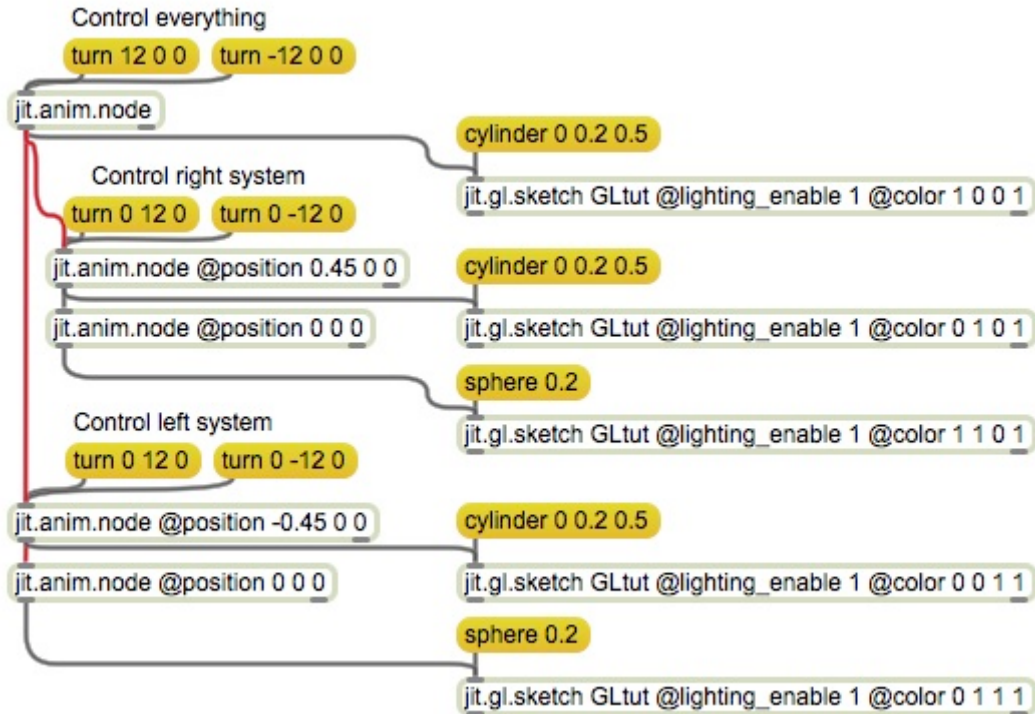 Control everything
turn 12 0 0 turn -12 0 0
jit.anim.node
cylinder 0 0.2 0.5
jit.gl.sketch GLtut @lighting_enable 1 @color 1 0 0 1
Control right system
turn 0 12 0 turn 0 -12 0
jit.anim.node @position 0.45 0 0
cylinder 0 0.2 0.5
jit.anim.node @position 0 0 0
jit.gl.sketch GLtut @lighting_enable 1 @color 0 1 0 1
sphere 0.2
jit.gl.sketch GLtut @lighting_enable 1 @color 1 1 0 1
Control left system
turn 0 12 0 turn 0 -12 0
jit.anim.node @position -0.45 0 0
cylinder 0 0.2 0.5
jit.anim.node @position 0 0 0
jit.gl.sketch GLtut @lighting_enable 1 @color 0 0 1 1
sphere 0.2
jit.gl.sketch GLtut @lighting_enable 1 @color 0 1 1 1